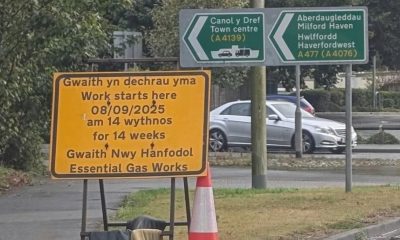 Canol y Dref
Town centre
(A4139)
Aberdaugleddau
Milford Haven
Hwlffordd
Haverfordwest
A477 (A4076)
Gwaith yn dechrau yma
Work starts here
08/09/2025
am 14 wythnos
for 14 weeks
Gwaith Nwy Hanfodol
Essential Gas Works